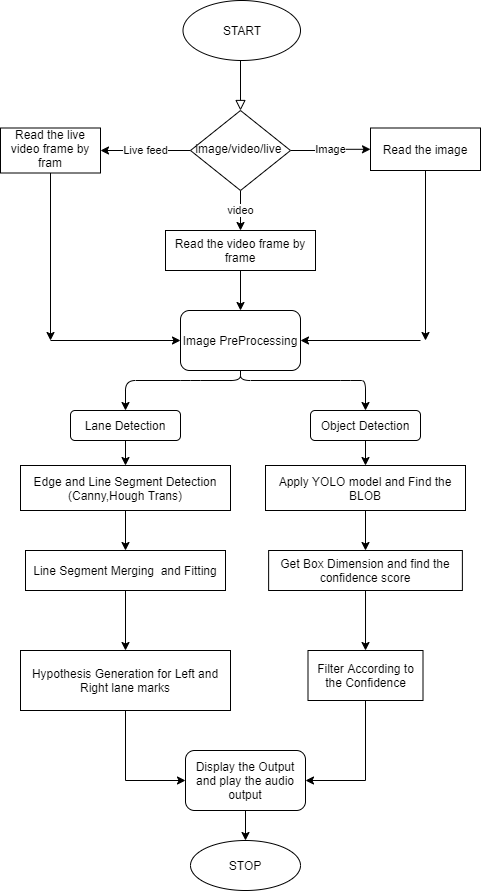 START
Image/video/live
Live feed
Image
video
Read the live
video frame by
fram
Read the image
Read the video frame by
frame
Image PreProcessing
Lane Detection
Object Detection
Edge and Line Segment Detection
(Canny,Hough Trans)
Apply YOLO model and Find the
BLOB
Line Segment Merging  and Fitting
Get Box Dimension and find the
confidence score
Hypothesis Generation for Left and
Right lane marks
Filter According to
the Confidence
Display the Output
and play the audio
output
STOP